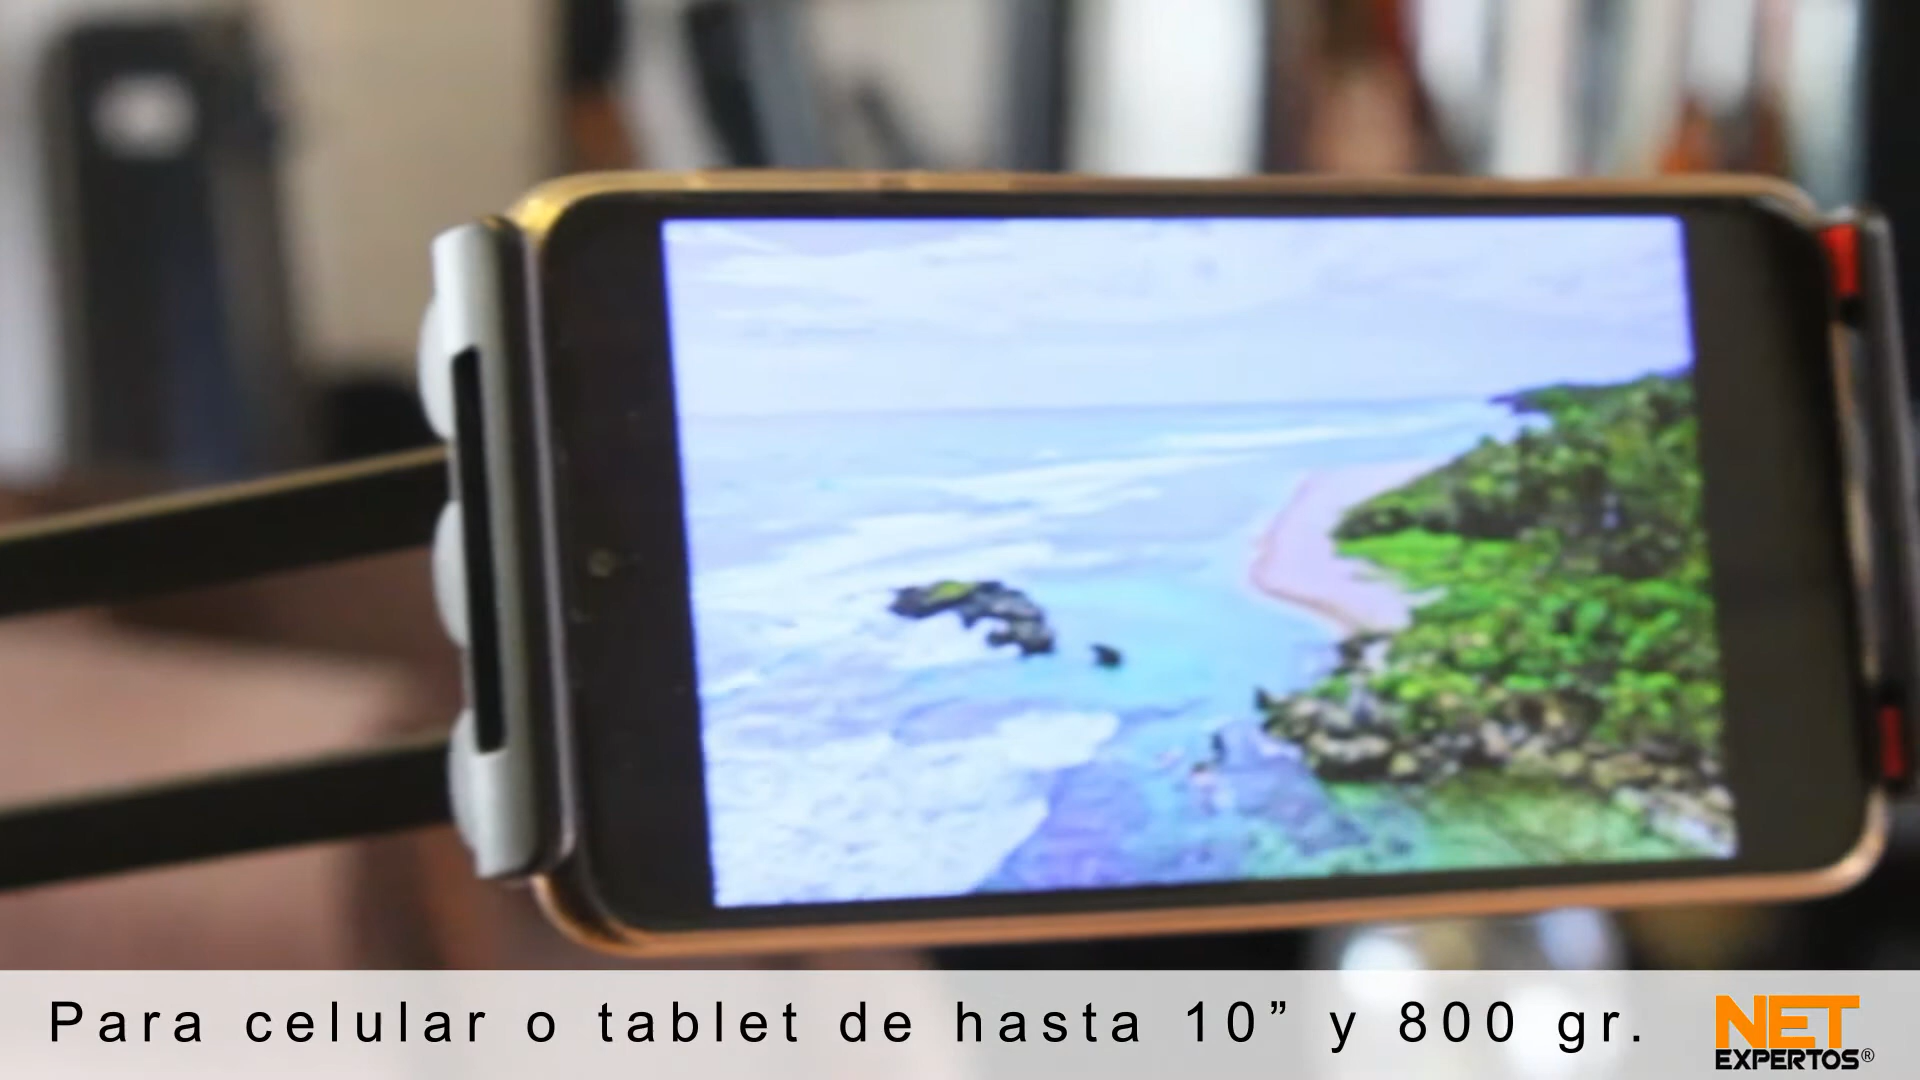 Para celular o tablet de hasta 10” y 800 gr.
NET
EXPERTOS®